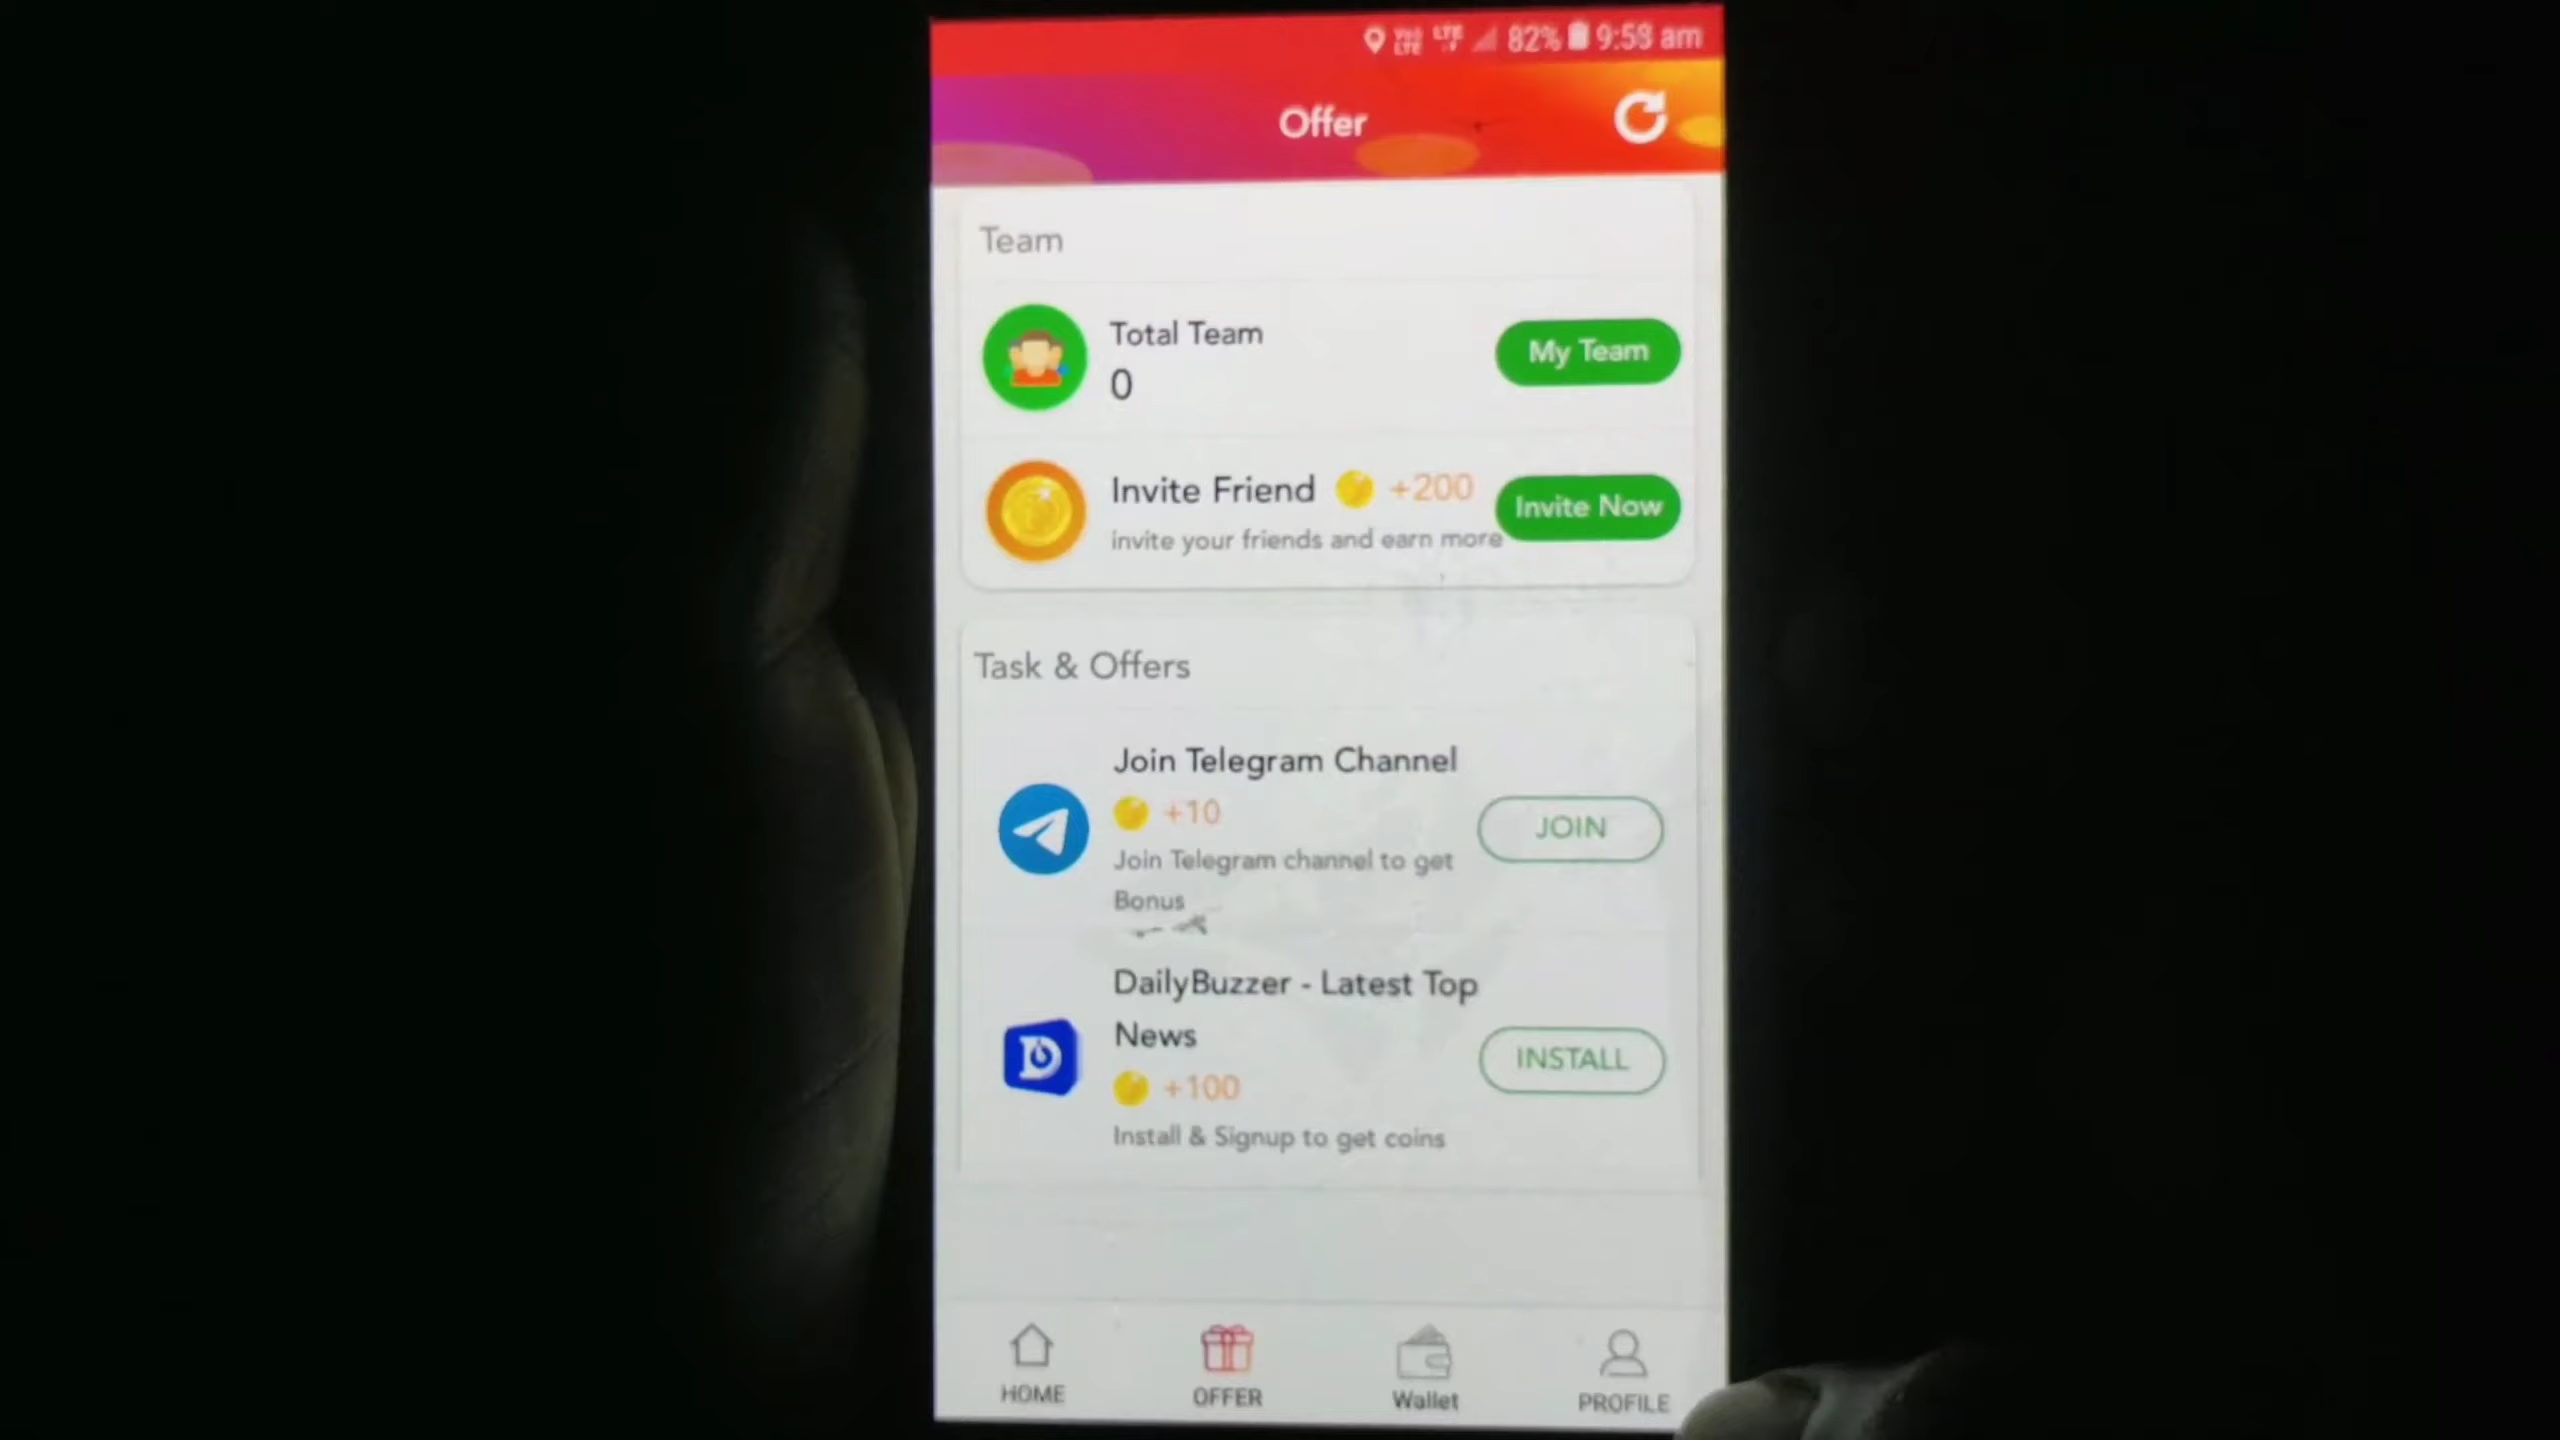 82% 9:58 am
Offer
Team
Total Team
0
My Team
Invite Friend +200
invite your friends and earn more
Invite Now
Task & Offers
Join Telegram Channel
+10
Join Telegram channel to get
Bonus
JOIN
DailyBuzzer - Latest Top
News
+100
Install & Signup to get coins
INSTALL
HOME
OFFER
Wallet
PROFILE